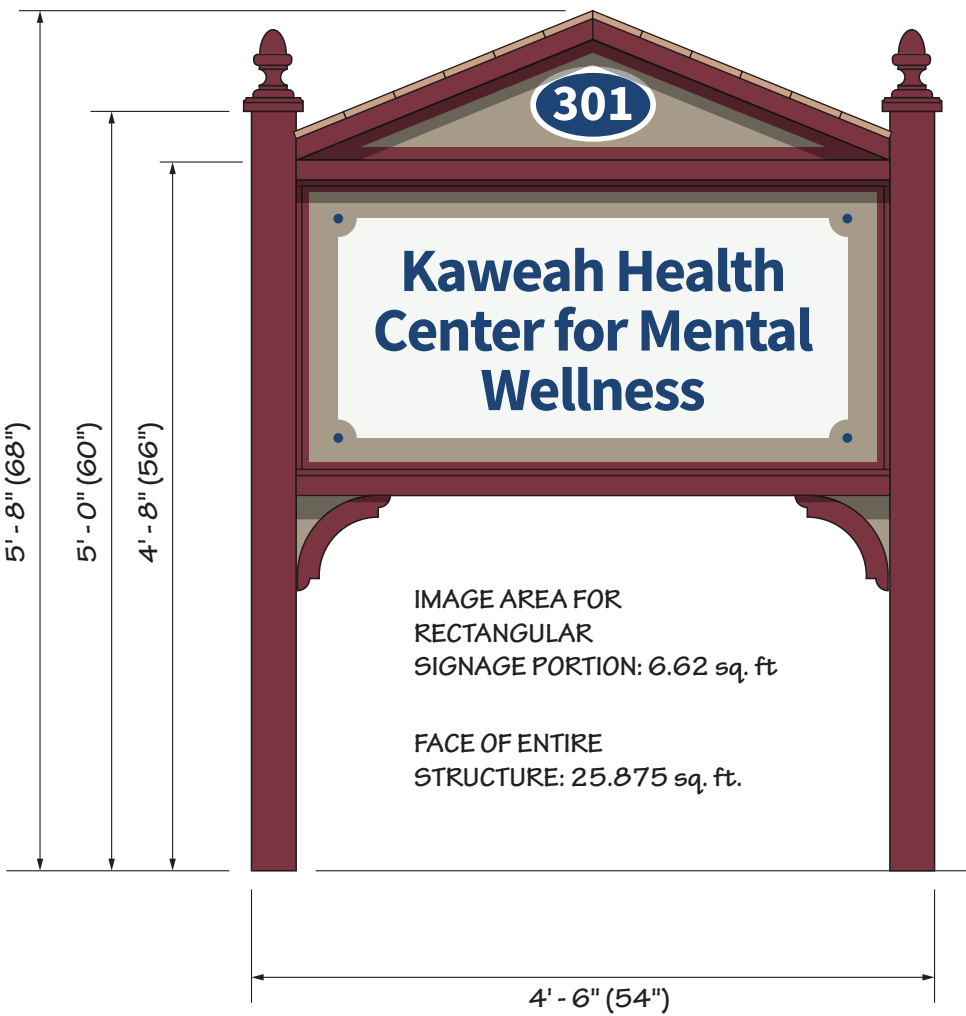 301
Kaweah Health
Center for Mental
Wellness
5' - 8" (68")
5' - 0" (60")
4' - 8" (56")
IMAGE AREA FOR
RECTANGULAR
SIGNAGE PORTION: 6.62 sq. ft
FACE OF ENTIRE
STRUCTURE: 25.875 sq. ft.
4' - 6" (54")